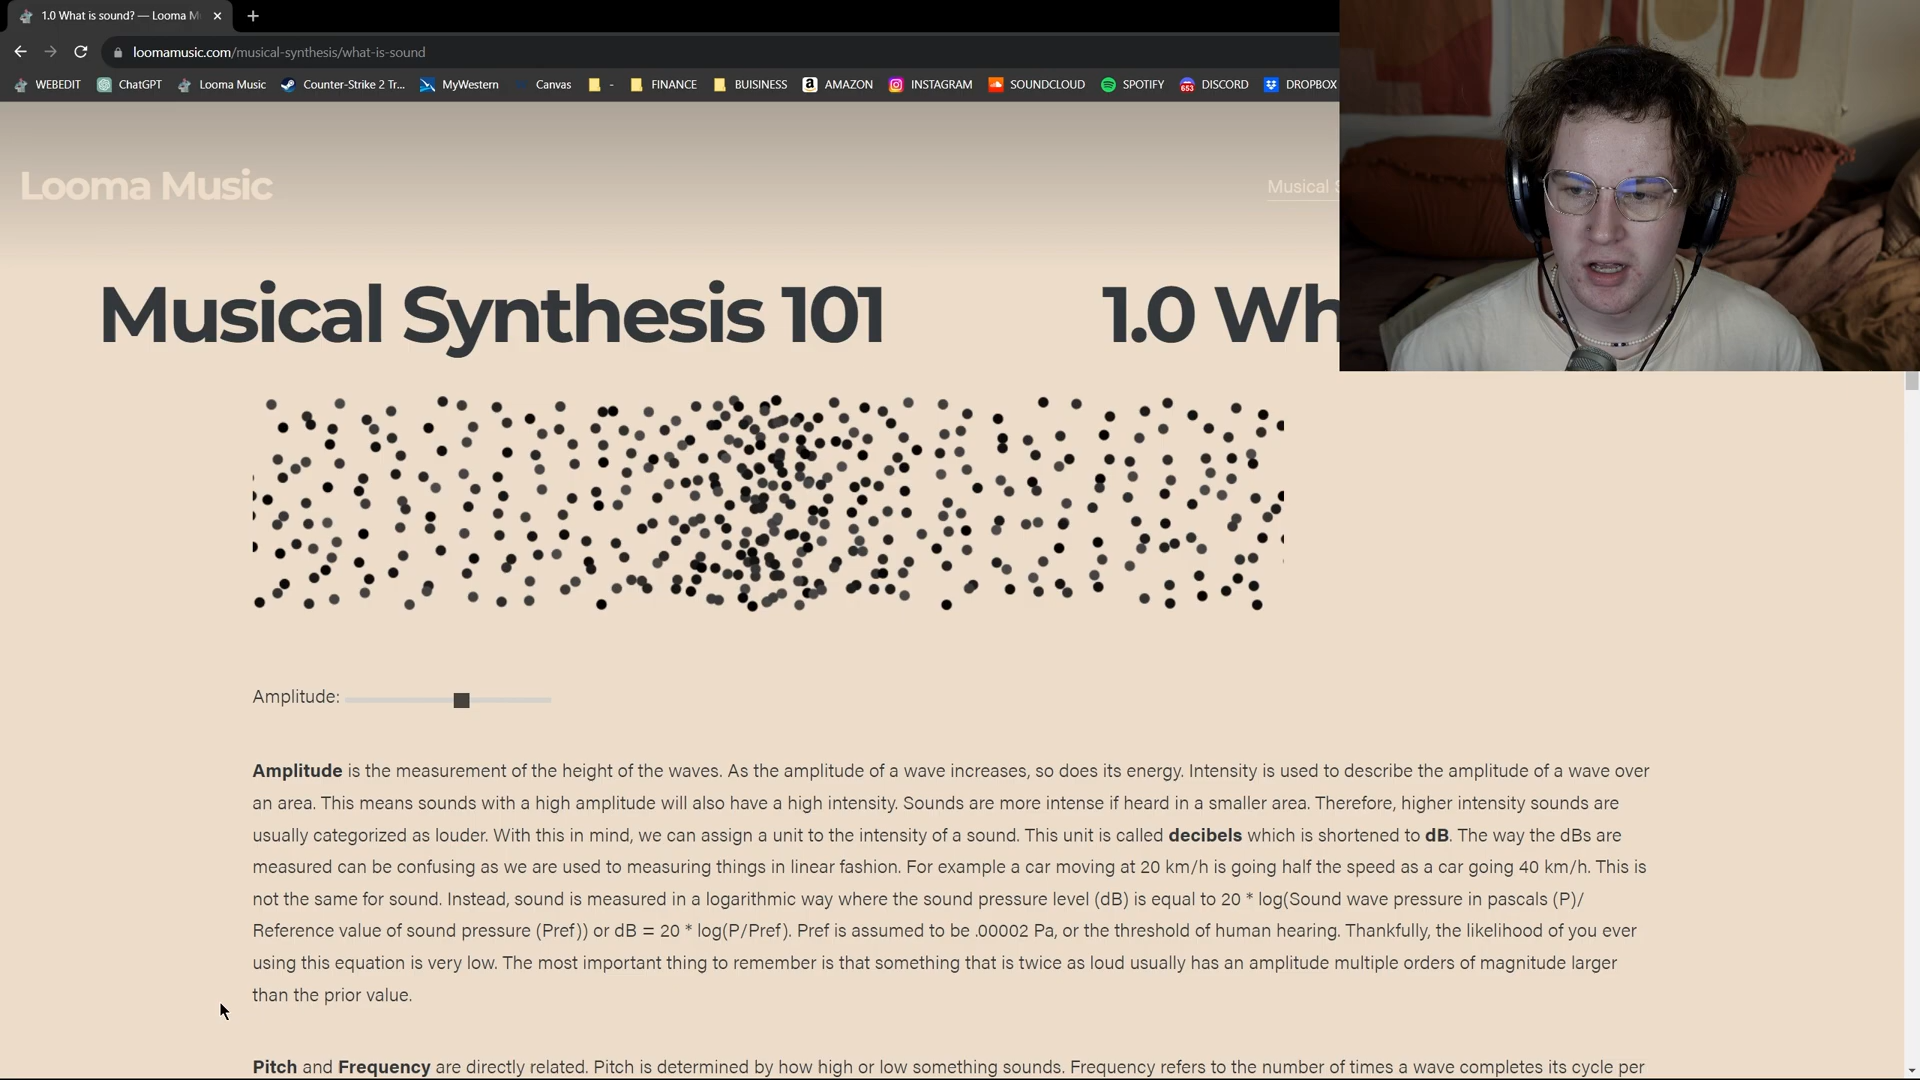 1.0 What is sound? — Looma M
loomamusic.com/musical-synthesis/what-is-sound
WEBEDIT ChatGPT Looma Music Counter-Strike 2 Tr... MyWestern Canvas - FINANCE BUISINESS AMAZON INSTAGRAM SOUNDCLOUD SPOTIFY 653 DISCORD DROPBOX
Looma Music
Musical S
Musical Synthesis 101 1.0 Wh
Amplitude:
Amplitude is the measurement of the height of the waves. As the amplitude of a wave increases, so does its energy. Intensity is used to describe the amplitude of a wave over
an area. This means sounds with a high amplitude will also have a high intensity. Sounds are more intense if heard in a smaller area. Therefore, higher intensity sounds are
usually categorized as louder. With this in mind, we can assign a unit to the intensity of a sound. This unit is called decibels which is shortened to dB. The way the dBs are
measured can be confusing as we are used to measuring things in linear fashion. For example a car moving at 20 km/h is going half the speed as a car going 40 km/h. This is
not the same for sound. Instead, sound is measured in a logarithmic way where the sound pressure level (dB) is equal to 20 * log(Sound wave pressure in pascals (P)/
Reference value of sound pressure (Pref)) or dB = 20 * log(P/Pref). Pref is assumed to be .00002 Pa, or the threshold of human hearing. Thankfully, the likelihood of you ever
using this equation is very low. The most important thing to remember is that something that is twice as loud usually has an amplitude multiple orders of magnitude larger
than the prior value.
Pitch and Frequency are directly related. Pitch is determined by how high or low something sounds. Frequency refers to the number of times a wave completes its cycle per